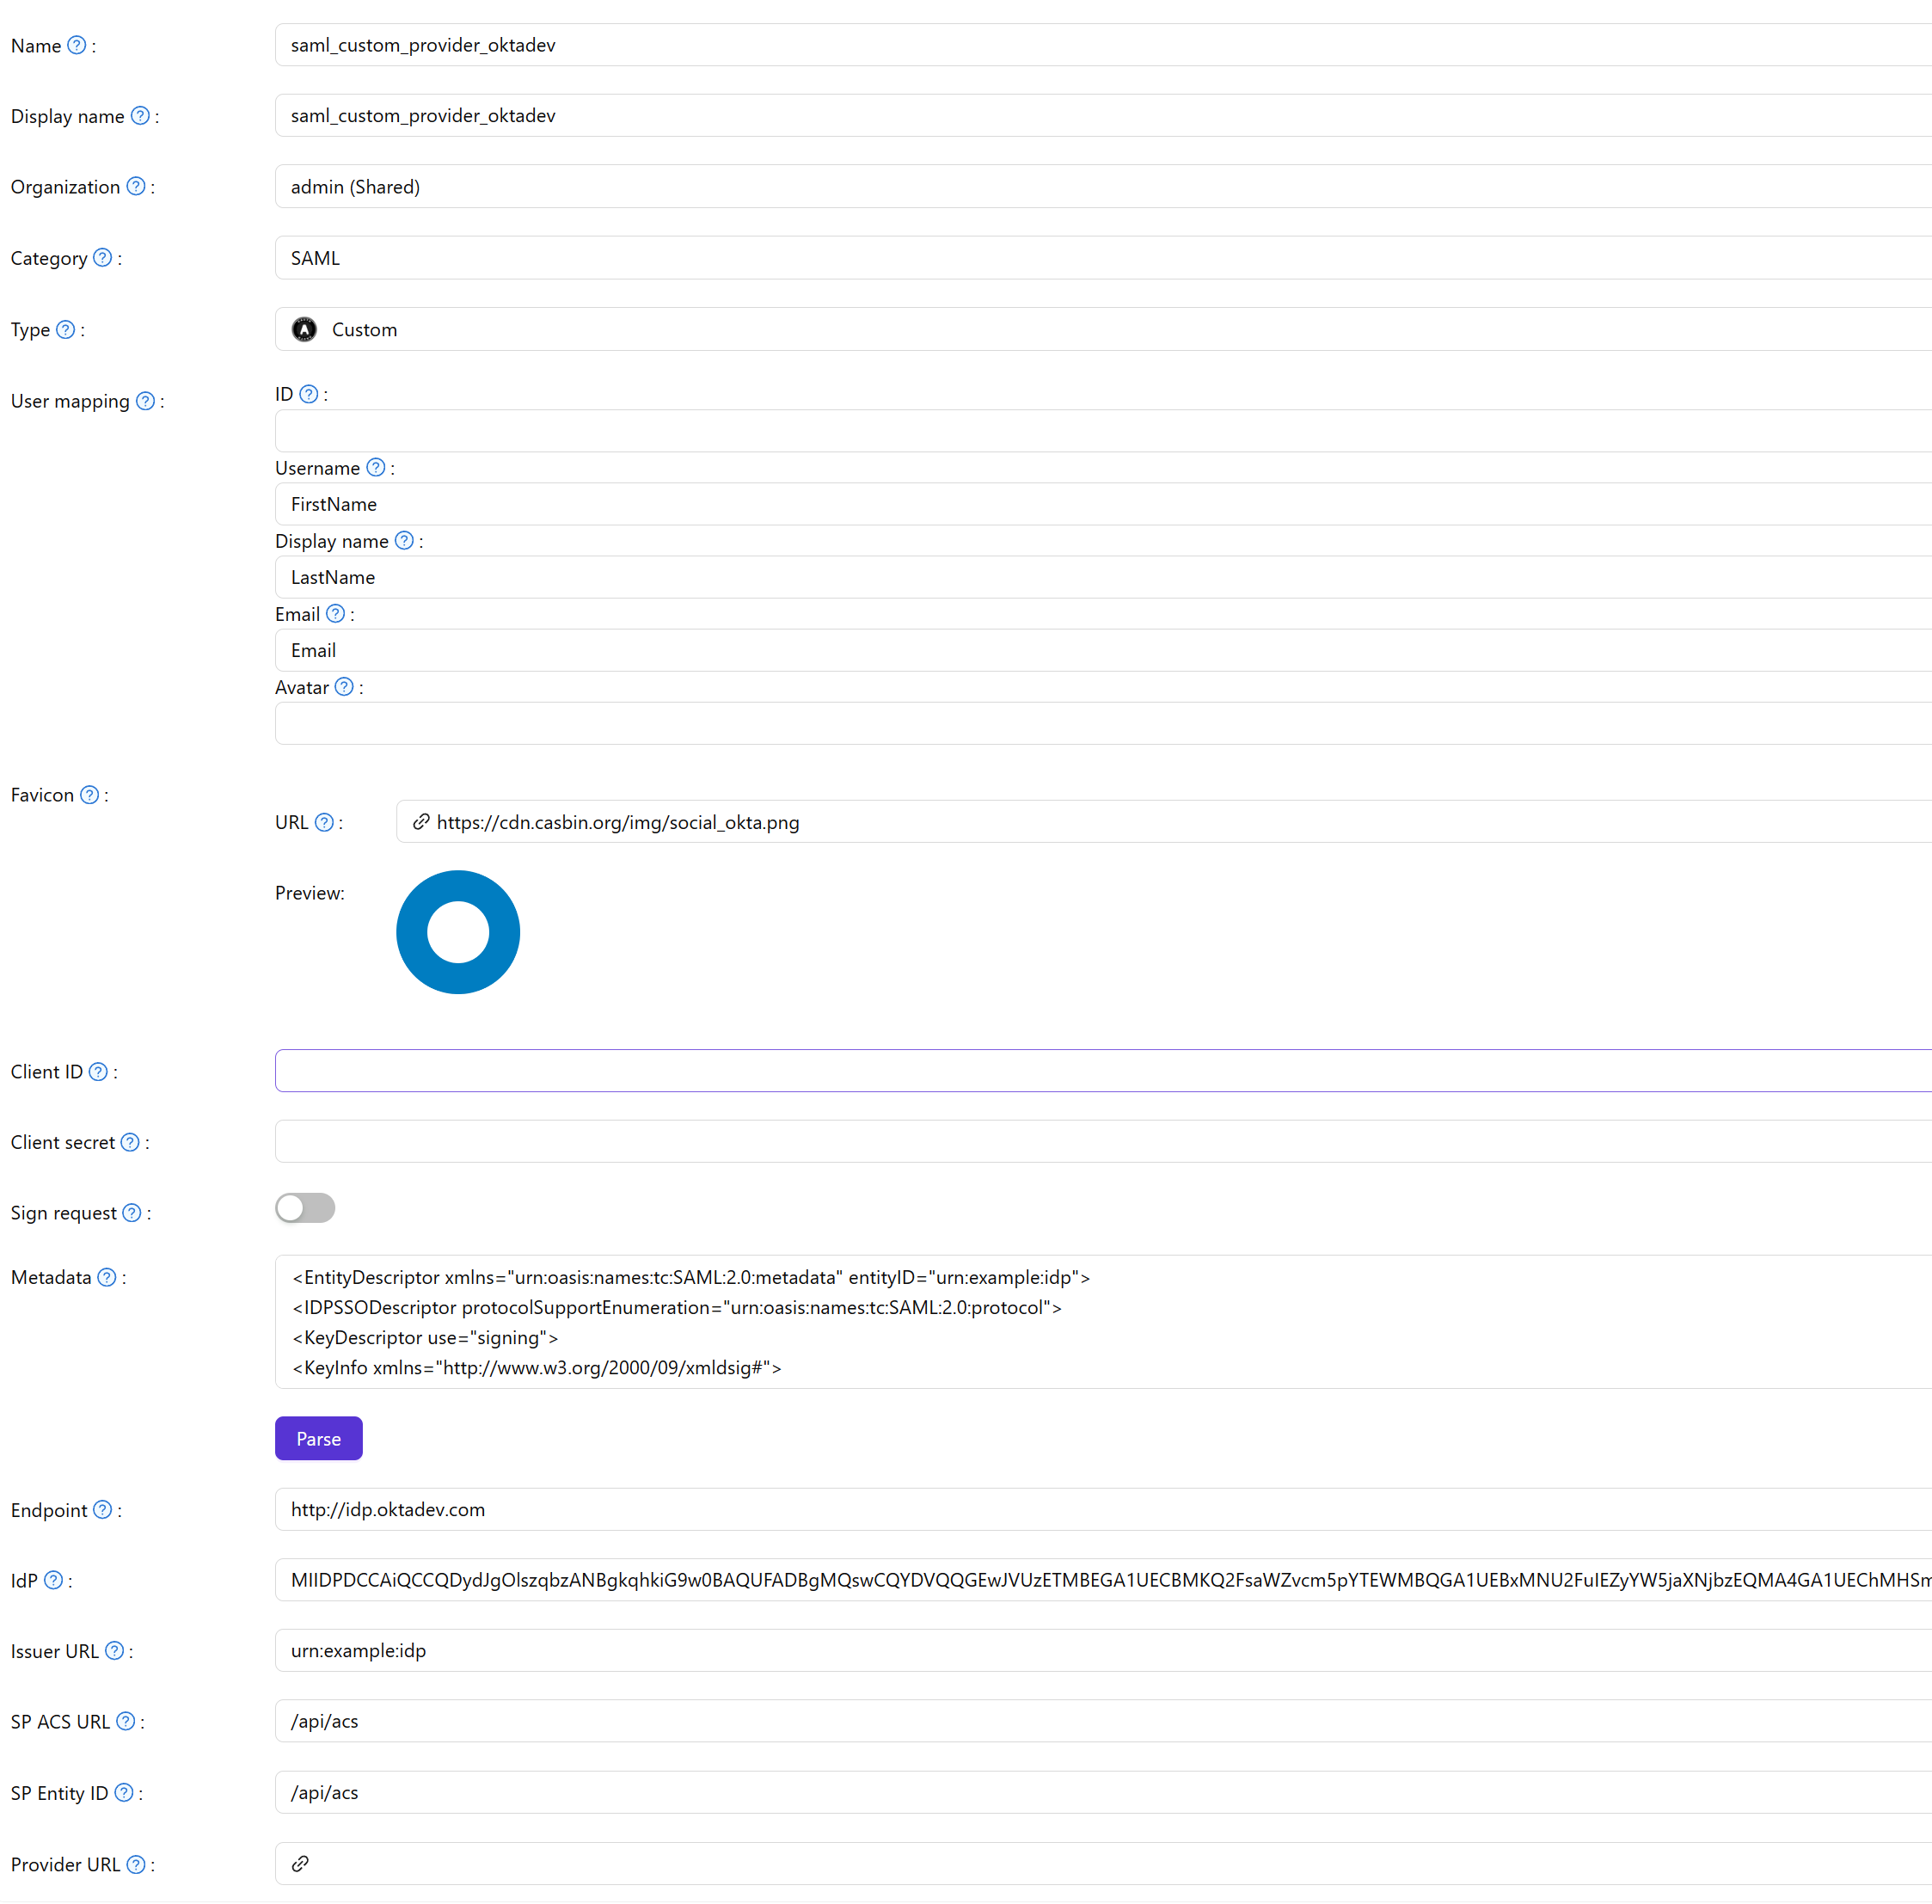 Name ? : saml_custom_provider_oktadev
Display name ? : saml_custom_provider_oktadev
Organization ? : admin (Shared)
Category ? : SAML
Type ? : A Custom
User mapping ? :
ID ? :
Username ? :
FirstName
Display name ? :
LastName
Email ? :
Email
Avatar ? :
Favicon ? :
URL ? : https://cdn.casbin.org/img/social_okta.png
Preview:
Client ID ? :
Client secret ? :
Sign request ? :
Metadata ? : <EntityDescriptor xmlns="urn:oasis:names:tc:SAML:2.0:metadata" entityID="urn:example:idp">
<IDPSSODescriptor protocolSupportEnumeration="urn:oasis:names:tc:SAML:2.0:protocol">
<KeyDescriptor use="signing">
<KeyInfo xmlns="http://www.w3.org/2000/09/xmldsig#">
Parse
Endpoint ? : http://idp.oktadev.com
IdP ? : MIIDPDCCAiQCCQDydJgOlszqbzANBgkqhkiG9w0BAQUFADBgMQswCQYDVQQGEwJVUzETMBEGA1UECBMKQ2FsaWZvcm5pYTEWMBQGA1UEBxMNU2FuIEZyYW5jaXNjbzEQMA4GA1UEChMHSm
Issuer URL ? : urn:example:idp
SP ACS URL ? : /api/acs
SP Entity ID ? : /api/acs
Provider URL ? :